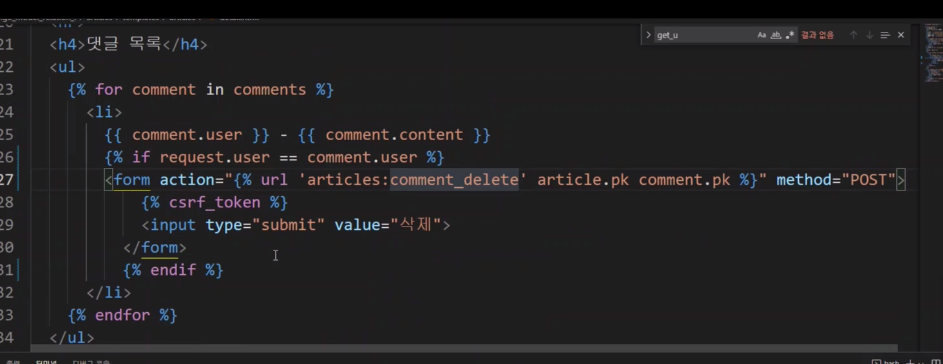 get_u
Aa ab .* 결과 없음
21 <h4>댓글 목록</h4>
22 <ul>
23 {% for comment in comments %}
24 <li>
25 {{ comment.user }} - {{ comment.content }}
26 {% if request.user == comment.user %}
27 <form action="{% url 'articles:comment_delete' article.pk comment.pk %}" method="POST">
28 {% csrf_token %}
29 <input type="submit" value="삭제">
30 </form>
31 {% endif %}
32 </li>
33 {% endfor %}
34 </ul>